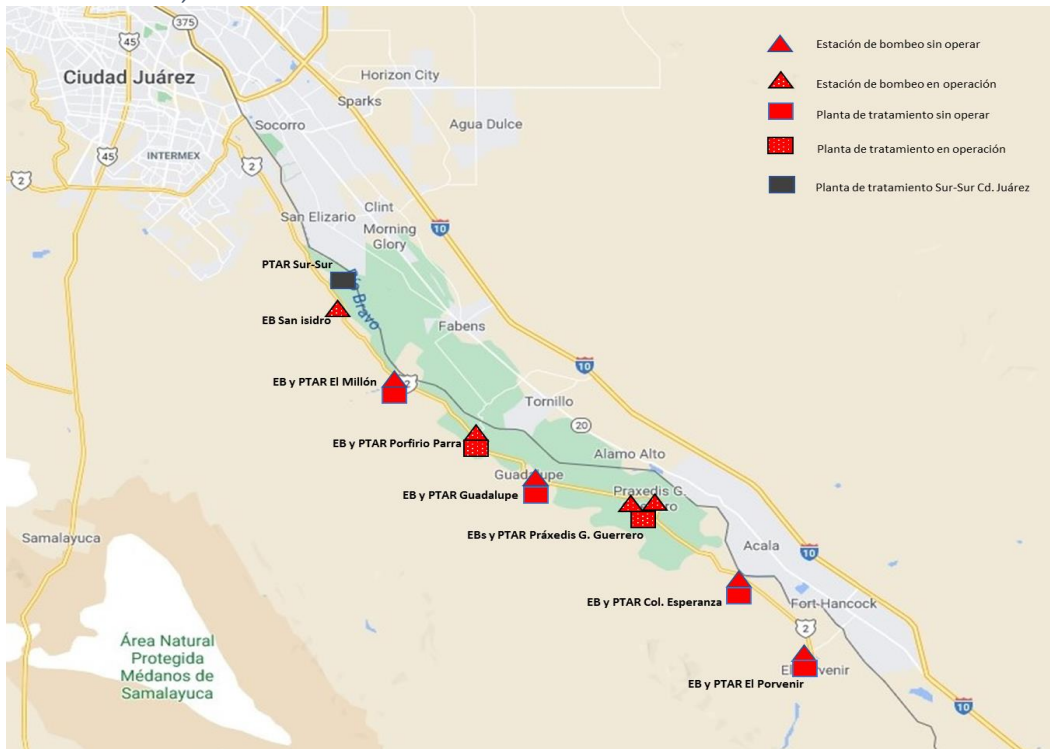 375
45
Ciudad Juárez
Horizon City
Sparks
Socorro
Agua Dulce
45
INTERMEX
2
2
San Elizario
Clint
Morning
Glory
10
PTAR Sur-Sur
Río Bravo
EB San isidro
Fabens
EB y PTAR El Millón
2
10
Tornillo
20
EB y PTAR Porfirio Parra
Alamo Alto
Guadalupe
EB y PTAR Guadalupe
Praxedis G.
EBs y PTAR Práxedis G. Guerrero
Samalayuca
Acala
10
EB y PTAR Col. Esperanza
Fort-Hancock
2
Área Natural
Protegida
Médanos de
Samalayuca
EB y PTAR El Porvenir
10
Estación de bombeo sin operar
Estación de bombeo en operación
Planta de tratamiento sin operar
Planta de tratamiento en operación
Planta de tratamiento Sur-Sur Cd. Juárez